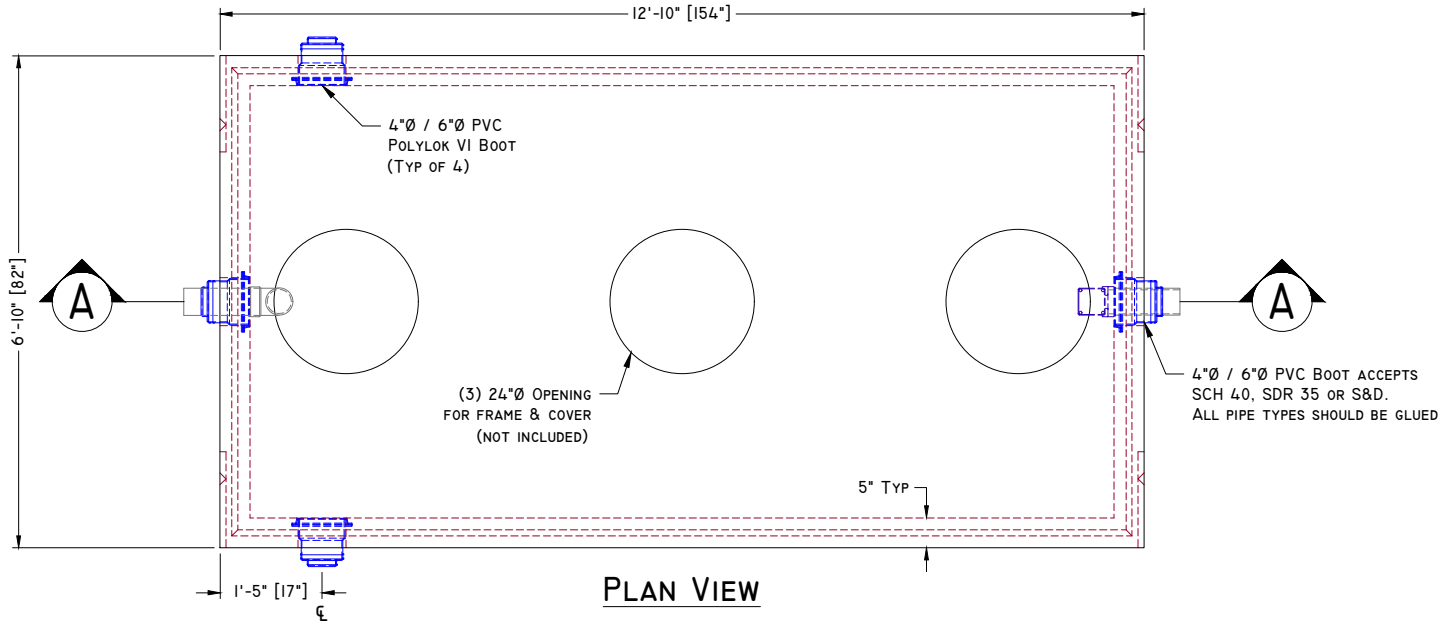 12'-10" [154"]
4"Ø / 6"Ø PVC
POLYLOK VI BOOT
(TYP OF 4)
6'-10" [82"]
A
A
(3) 24"Ø OPENING
FOR FRAME & COVER
(NOT INCLUDED)
4"Ø / 6"Ø PVC BOOT ACCEPTS
SCH 40, SDR 35 OR S&D.
ALL PIPE TYPES SHOULD BE GLUED
5" TYP
1'-5" [17"]
℄
PLAN VIEW